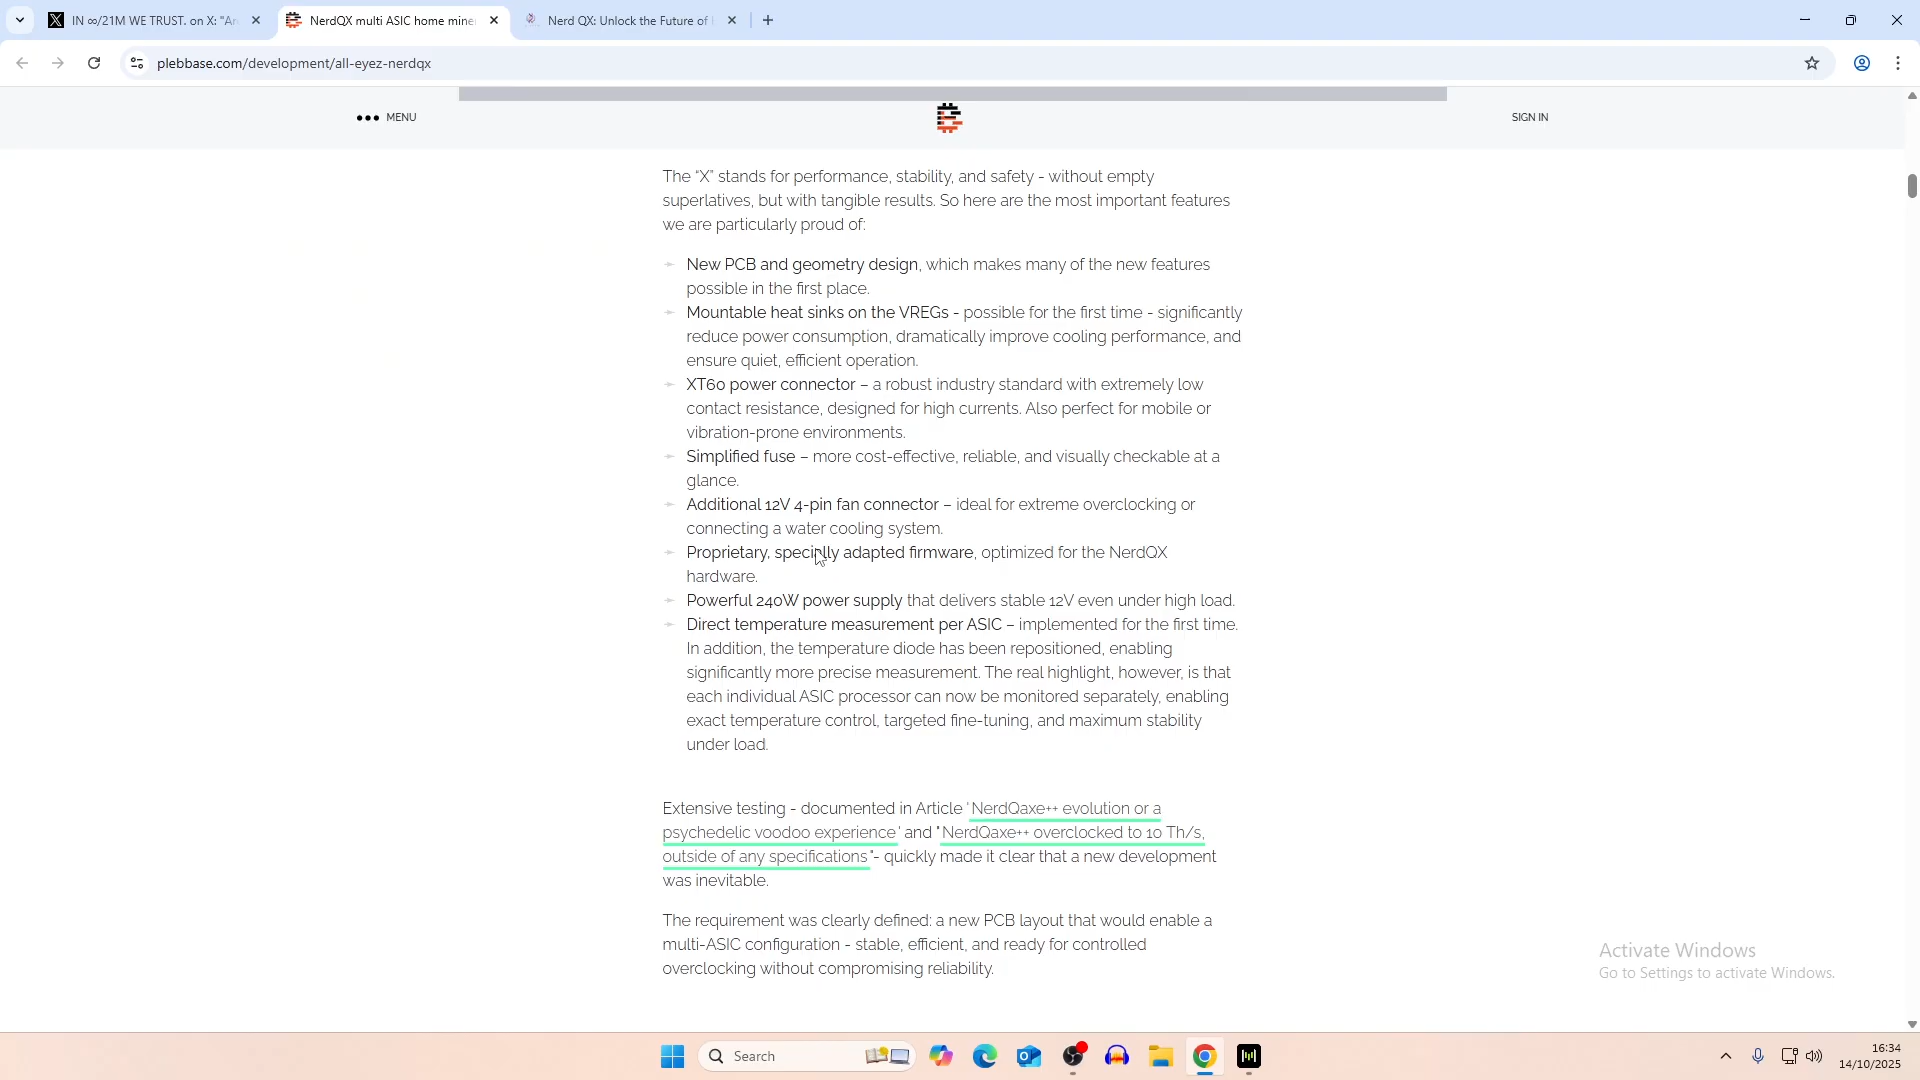 IN ∞/21M WE TRUST. on X: "Are
NerdQX multi ASIC home mine
Nerd QX: Unlock the Future of
plebbase.com/development/all-eyez-nerdqx
MENU
SIGN IN
The “X” stands for performance, stability, and safety - without empty
superlatives, but with tangible results. So here are the most important features
we are particularly proud of:
New PCB and geometry design, which makes many of the new features
possible in the first place.
Mountable heat sinks on the VREGs - possible for the first time - significantly
reduce power consumption, dramatically improve cooling performance, and
ensure quiet, efficient operation.
XT60 power connector – a robust industry standard with extremely low
contact resistance, designed for high currents. Also perfect for mobile or
vibration-prone environments.
Simplified fuse – more cost-effective, reliable, and visually checkable at a
glance.
Additional 12V 4-pin fan connector – ideal for extreme overclocking or
connecting a water cooling system.
Proprietary, specially adapted firmware, optimized for the NerdQX
hardware.
Powerful 240W power supply that delivers stable 12V even under high load.
Direct temperature measurement per ASIC – implemented for the first time.
In addition, the temperature diode has been repositioned, enabling
significantly more precise measurement. The real highlight, however, is that
each individual ASIC processor can now be monitored separately, enabling
exact temperature control, targeted fine-tuning, and maximum stability
under load.
Extensive testing - documented in Article 'NerdQaxe++ evolution or a
psychedelic voodoo experience' and "NerdQaxe++ overclocked to 10 Th/s,
outside of any specifications"- quickly made it clear that a new development
was inevitable.
The requirement was clearly defined: a new PCB layout that would enable a
multi-ASIC configuration - stable, efficient, and ready for controlled
overclocking without compromising reliability.
Activate Windows
Go to Settings to activate Windows.
Search
16:34
14/10/2025